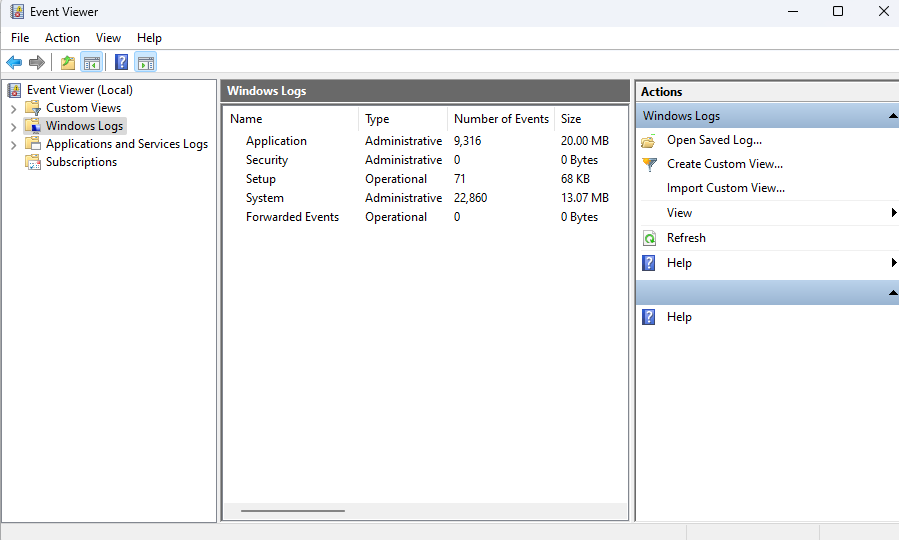 Event Viewer
File Action View Help
Event Viewer (Local)
Custom Views
Windows Logs
Applications and Services Logs
Subscriptions
Windows Logs
Name Type Number of Events Size
Application Administrative 9,316 20.00 MB
Security Administrative 0 0 Bytes
Setup Operational 71 68 KB
System Administrative 22,860 13.07 MB
Forwarded Events Operational 0 0 Bytes
Actions
Windows Logs
Open Saved Log...
Create Custom View...
Import Custom View...
View
Refresh
Help
Help